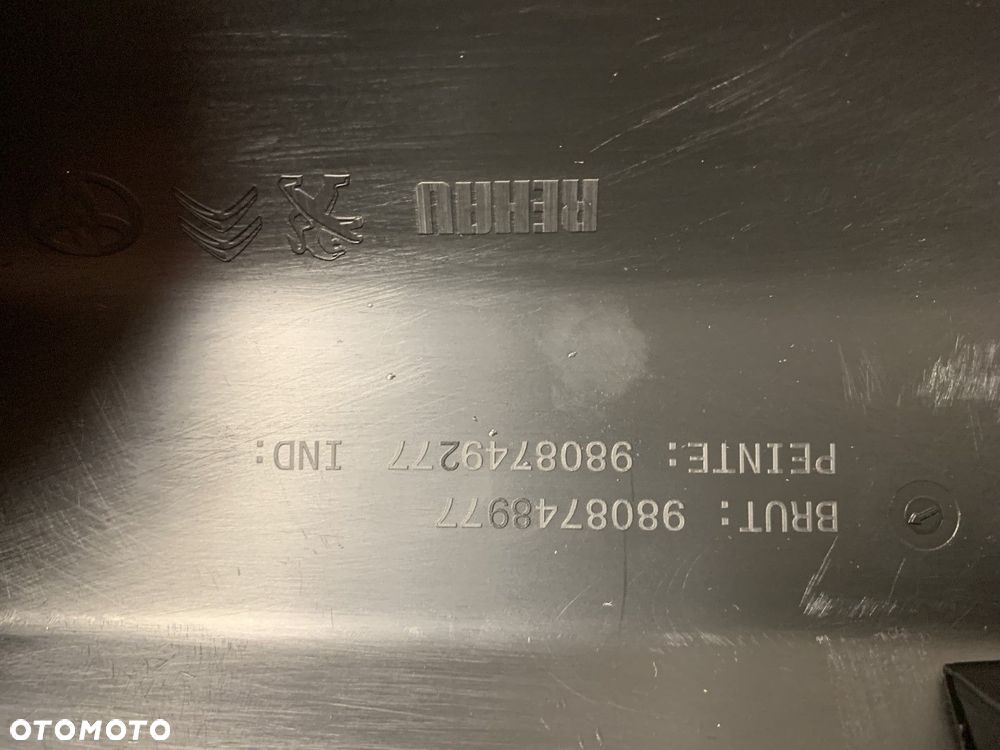 REHAU
BRUT: 9808748977
PEINTE: 9808749277 IND:
OTOMOTO